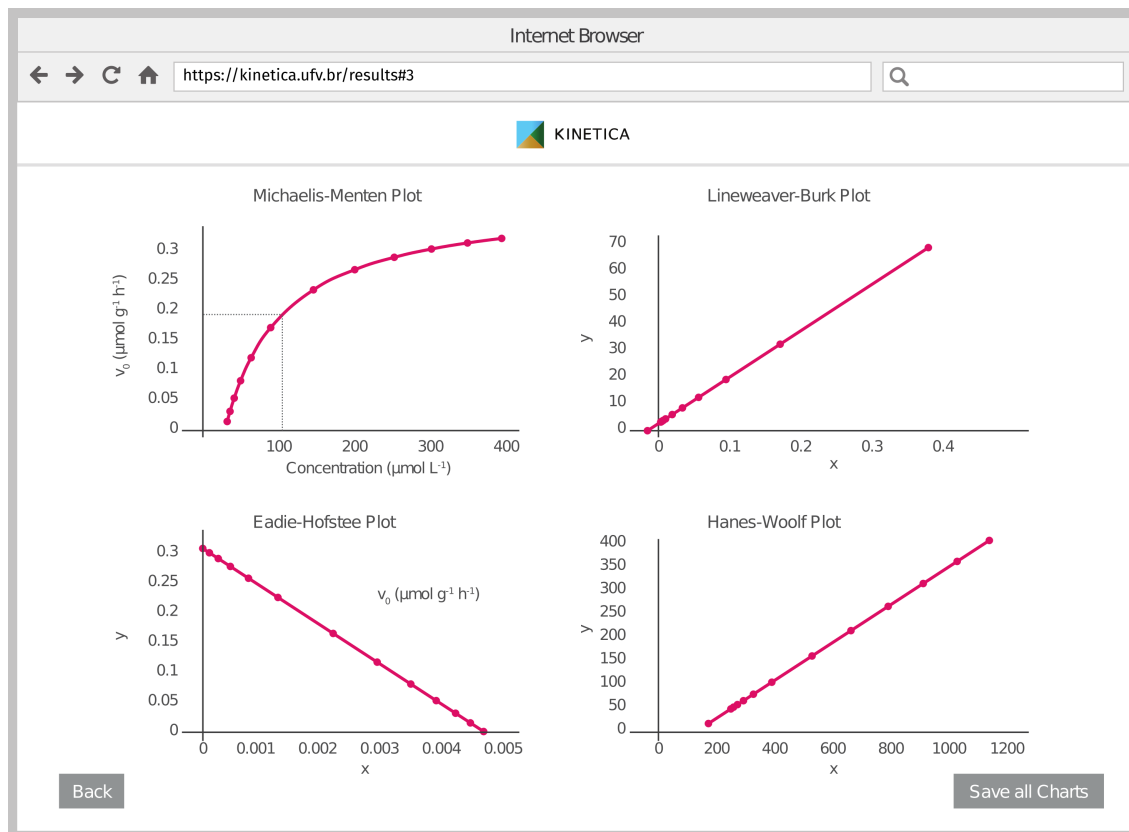 Internet Browser
https://kinetica.ufv.br/results#3
KINETICA
Michaelis-Menten Plot
v₀ (µmol g⁻¹ h⁻¹)
0.3
0.25
0.2
0.15
0.1
0.05
0
100 200 300 400
Concentration (µmol L⁻¹)
Lineweaver-Burk Plot
y
70
60
50
40
30
20
10
0
0 0.1 0.2 0.3 0.4
x
Eadie-Hofstee Plot
v₀ (µmol g⁻¹ h⁻¹)
y
0.3
0.25
0.2
0.15
0.1
0.05
0
0 0.001 0.002 0.003 0.004 0.005
x
Hanes-Woolf Plot
y
400
350
300
250
200
150
100
50
0
0 200 400 600 800 1000 1200
x
Back
Save all Charts